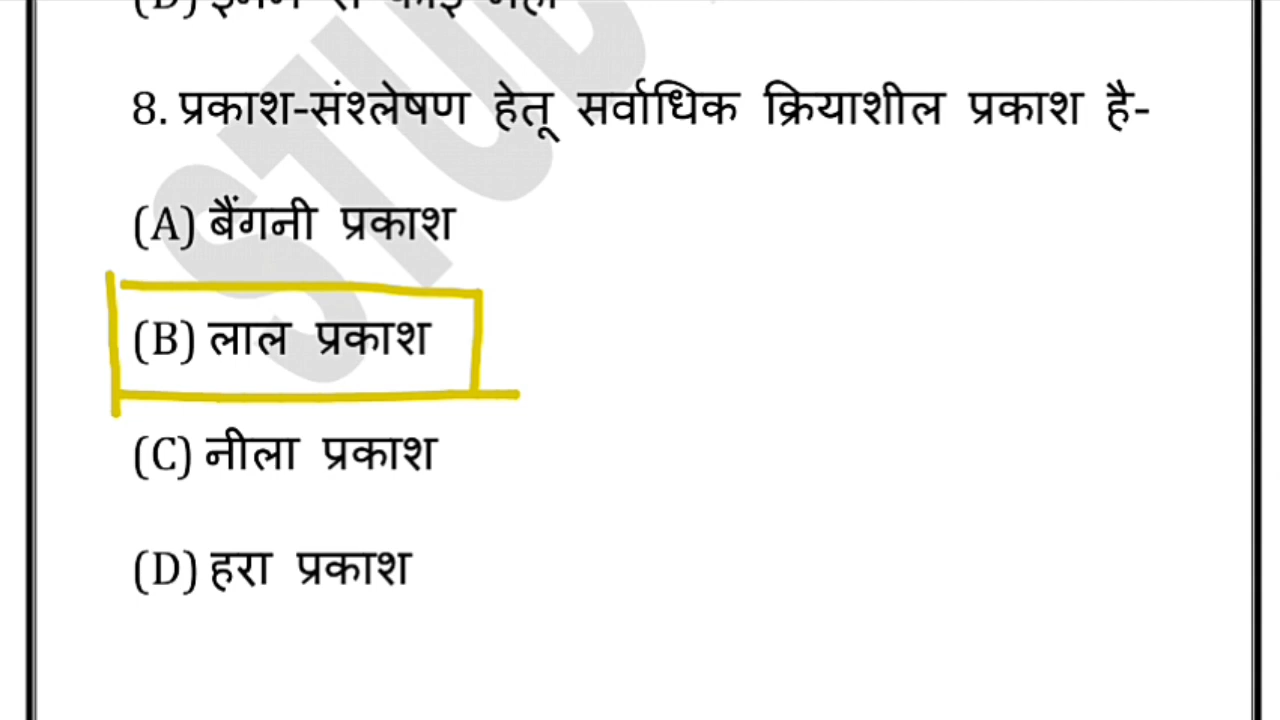 8. प्रकाश-संश्लेषण हेतू सर्वाधिक क्रियाशील प्रकाश है-
(A) बैंगनी प्रकाश
(B) लाल प्रकाश
(C) नीला प्रकाश
(D) हरा प्रकाश